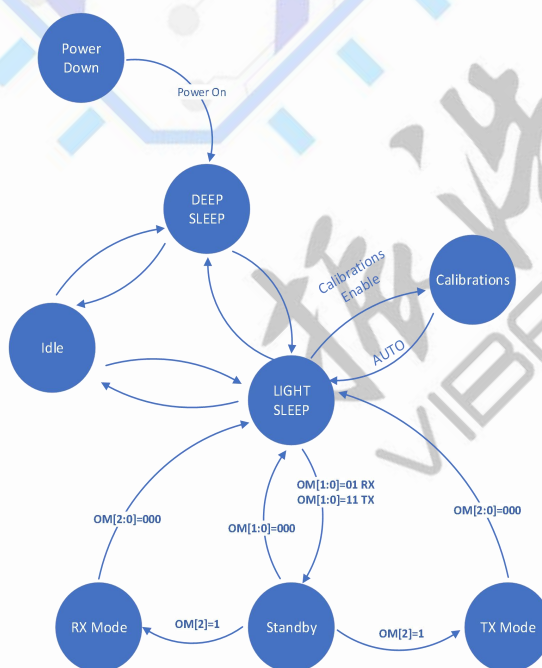 Power
Down
Power On
DEEP
SLEEP
Calibrations
Enable
Calibrations
Idle
AUTO
LIGHT
SLEEP
OM[1:0]=01 RX
OM[1:0]=11 TX
OM[2:0]=000
OM[2:0]=000
OM[1:0]=000
RX Mode
OM[2]=1
Standby
OM[2]=1
TX Mode